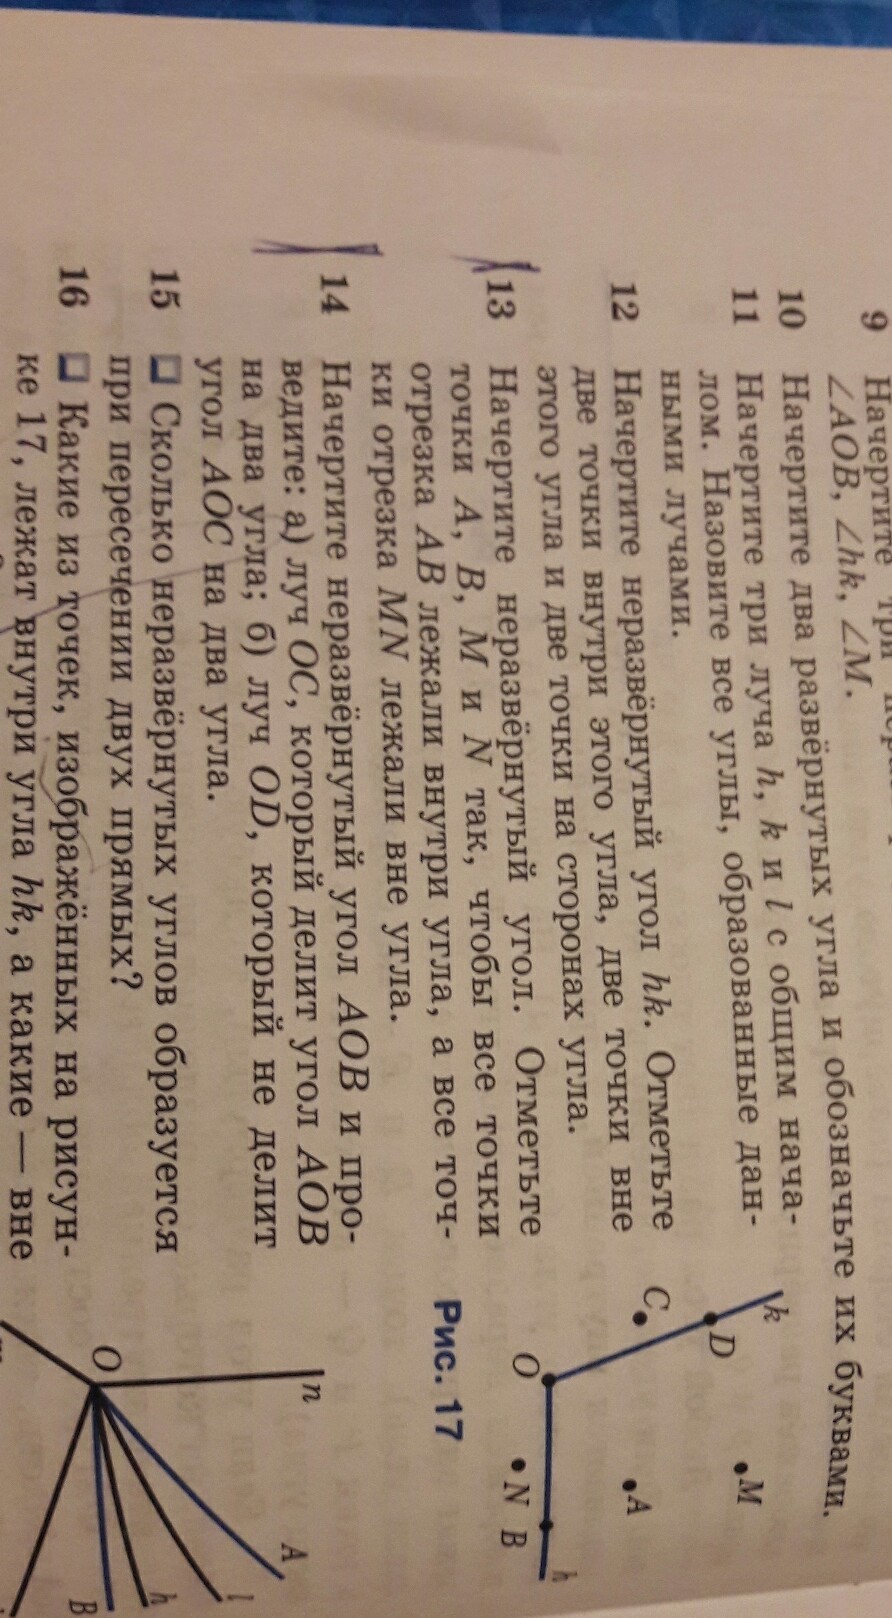 9 Начертите три
∠AOB, ∠hk, ∠M.
10 Начертите два развёрнутых угла и обозначьте их буквами.
11 Начертите три луча h, k и l с общим нача-
лом. Назовите все углы, образованные дан-
ными лучами.
12 Начертите неразвёрнутый угол hk. Отметьте
две точки внутри этого угла, две точки вне
этого угла и две точки на сторонах угла.
13 Начертите неразвёрнутый угол. Отметьте
точки A, B, M и N так, чтобы все точки
отрезка AB лежали внутри угла, а все точ-
ки отрезка MN лежали вне угла.
14 Начертите неразвёрнутый угол AOB и про-
ведите: а) луч OC, который делит угол AOB
на два угла; б) луч OD, который не делит
угол AOC на два угла.
15 Сколько неразвёрнутых углов образуется
при пересечении двух прямых?
16 Какие из точек, изображённых на рисун-
ке 17, лежат внутри угла hk, а какие — вне
k
D
M
C
A
O
N
B
h
Рис. 17
n
A
O
l
h
B